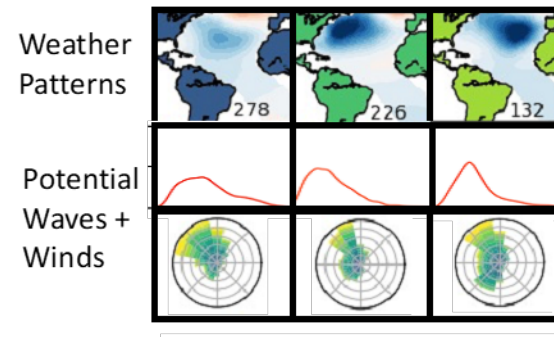 Weather
Patterns
278
226
132
Potential
Waves +
Winds